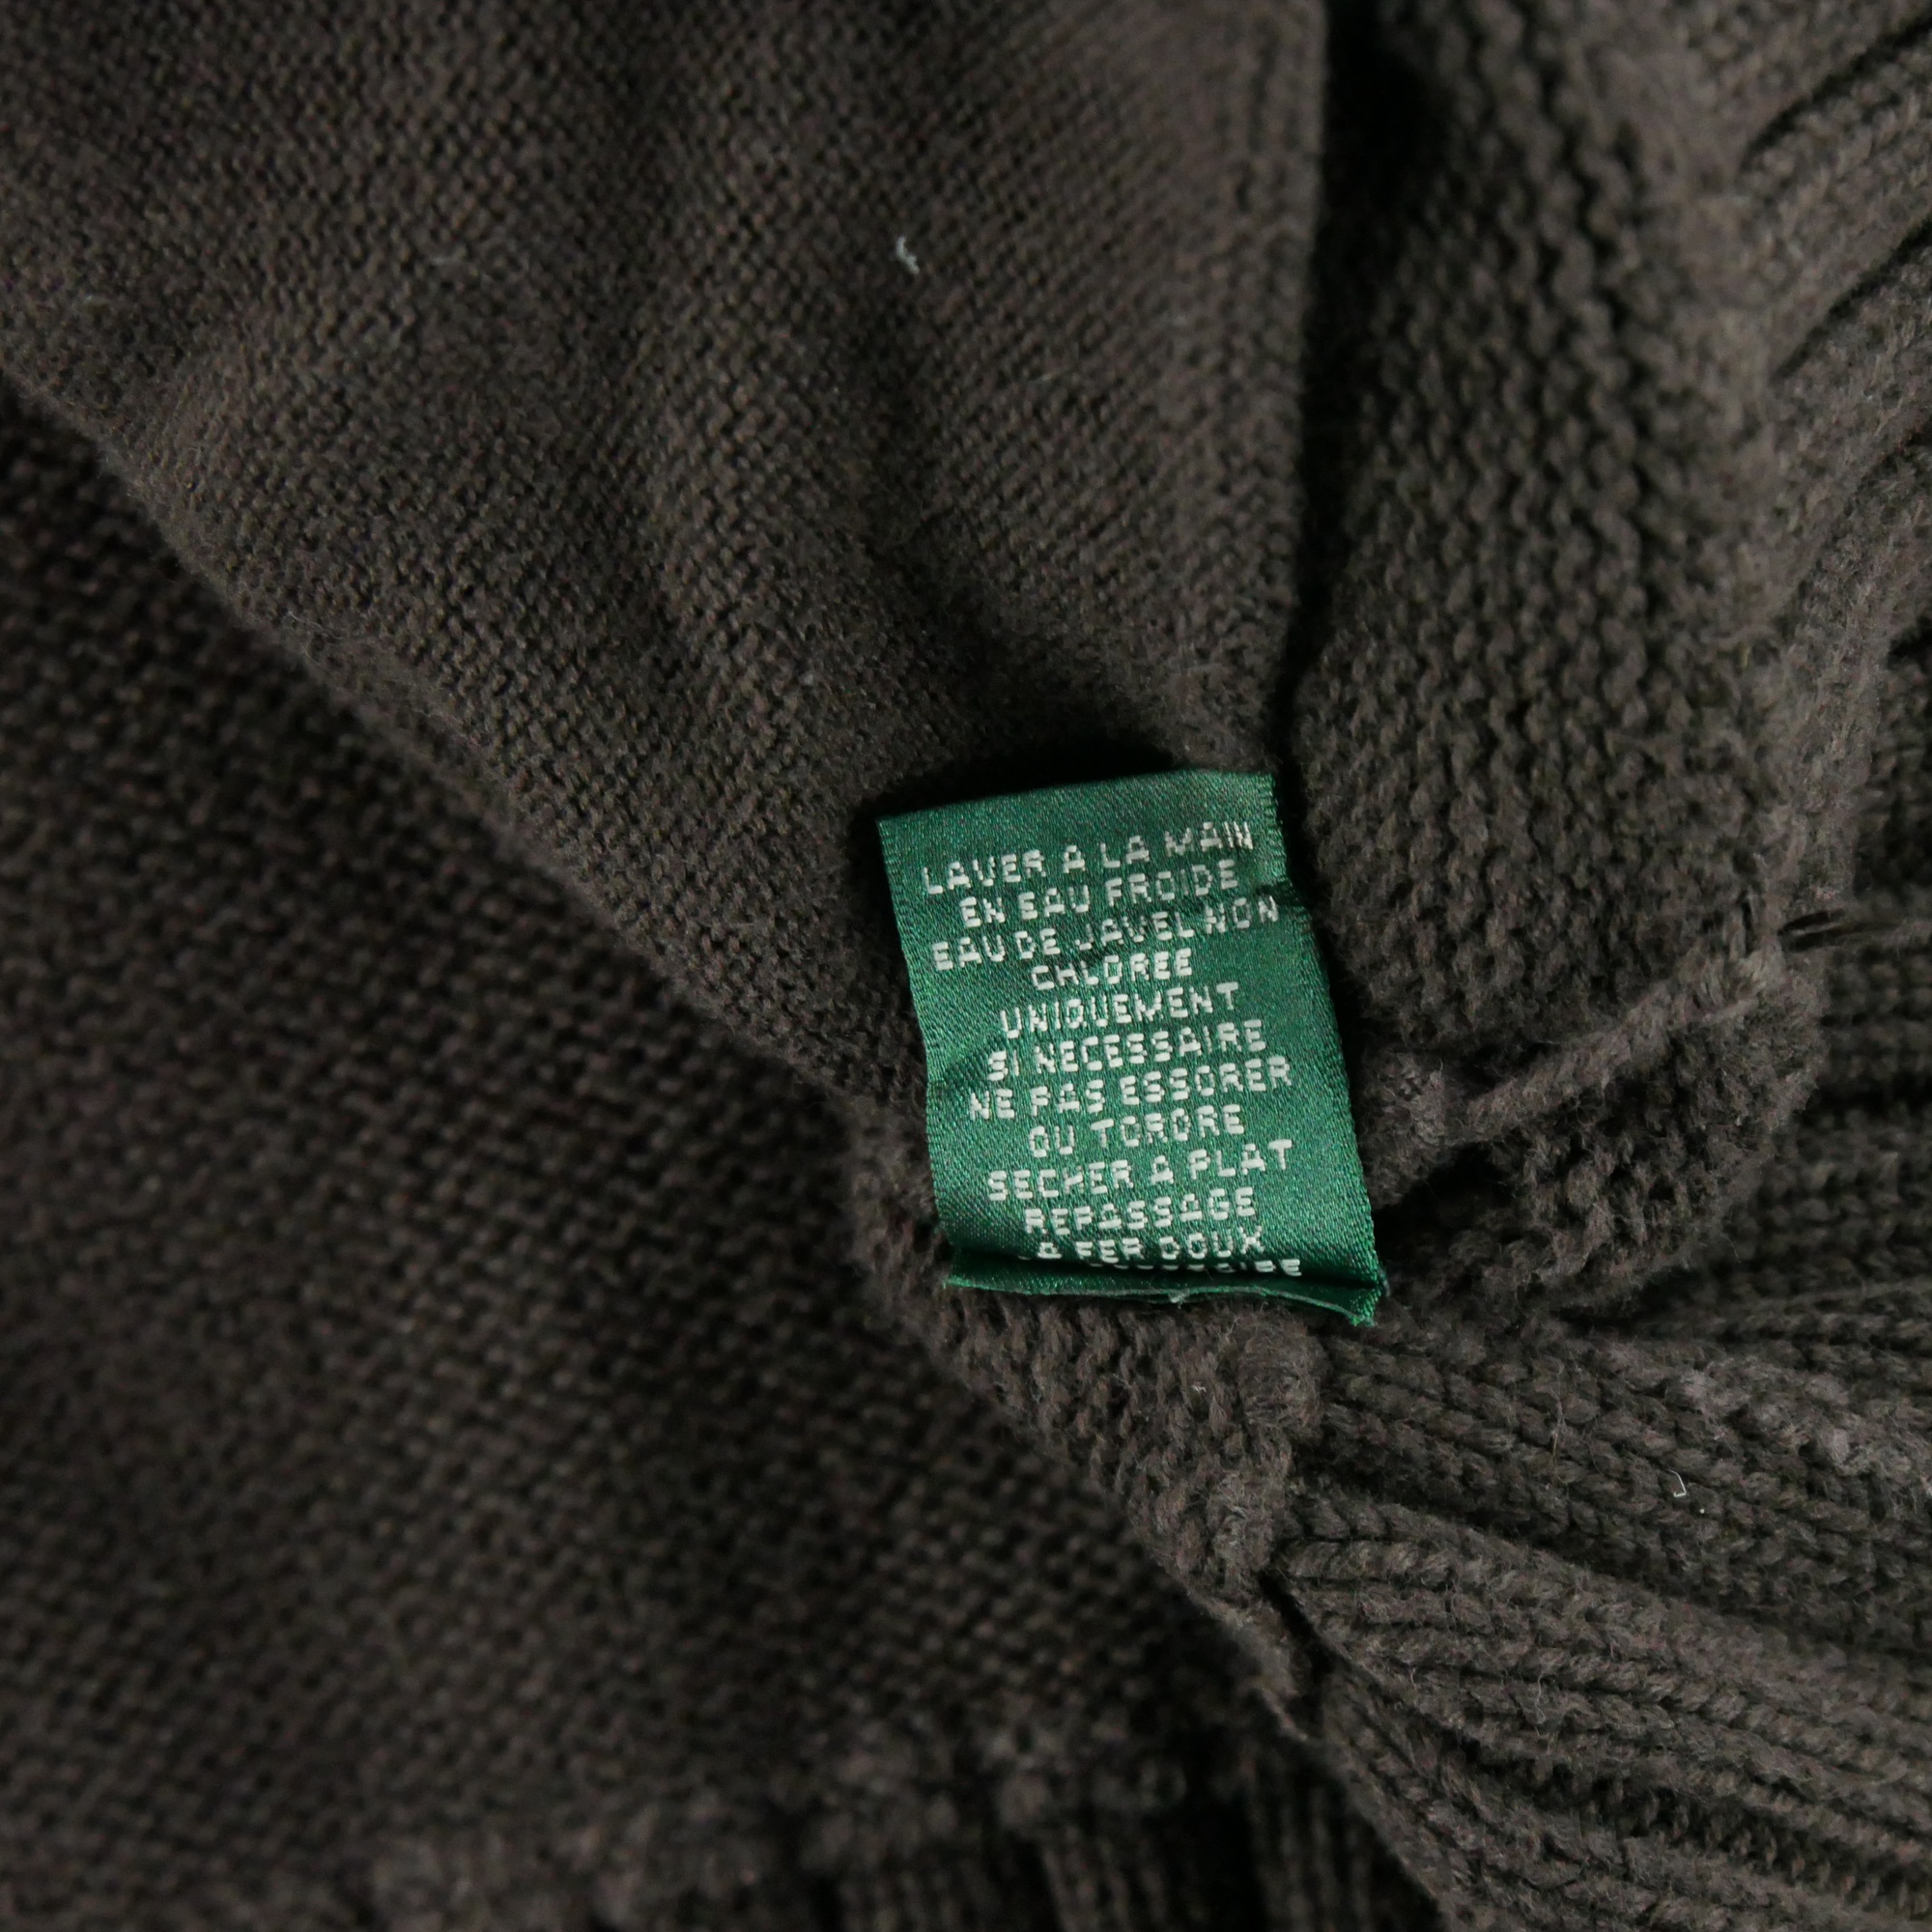 LAVER A LA MAIN
EN EAU FROIDE
EAU DE JAVEL NON
CHLOREE
UNIQUEMENT
SI NECESSAIRE
NE PAS ESSORER
OU TORDRE
SECHER A PLAT
REPASSAGE
A FER DOUX